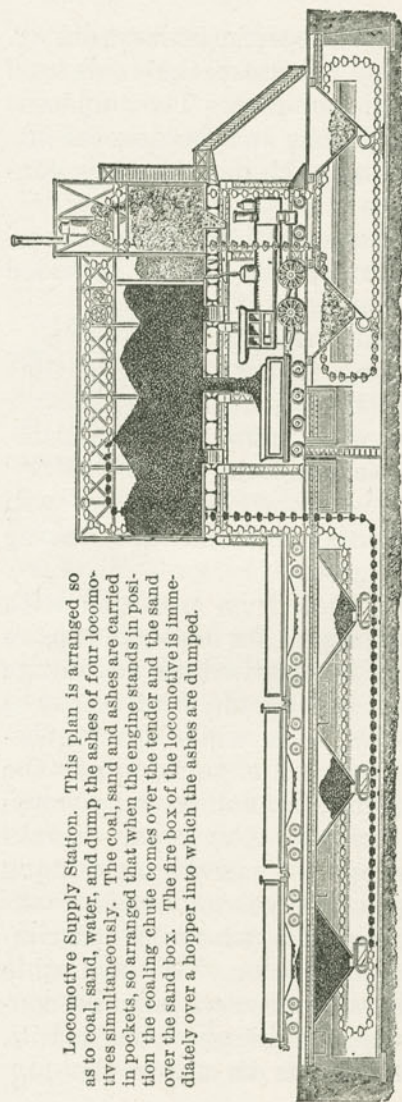 Locomotive Supply Station. This plan is arranged so
as to coal, sand, water, and dump the ashes of four locomo-
tives simultaneously. The coal, sand and ashes are carried
in pockets, so arranged that when the engine stands in posi-
tion the coaling chute comes over the tender and the sand
over the sand box. The fire box of the locomotive is imme-
diately over a hopper into which the ashes are dumped.